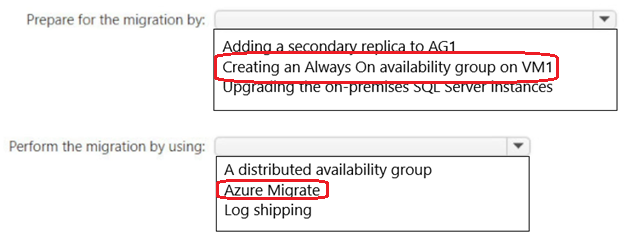 Prepare for the migration by:
Adding a secondary replica to AG1
Creating an Always On availability group on VM1
Upgrading the on-premises SQL Server instances
Perform the migration by using:
A distributed availability group
Azure Migrate
Log shipping